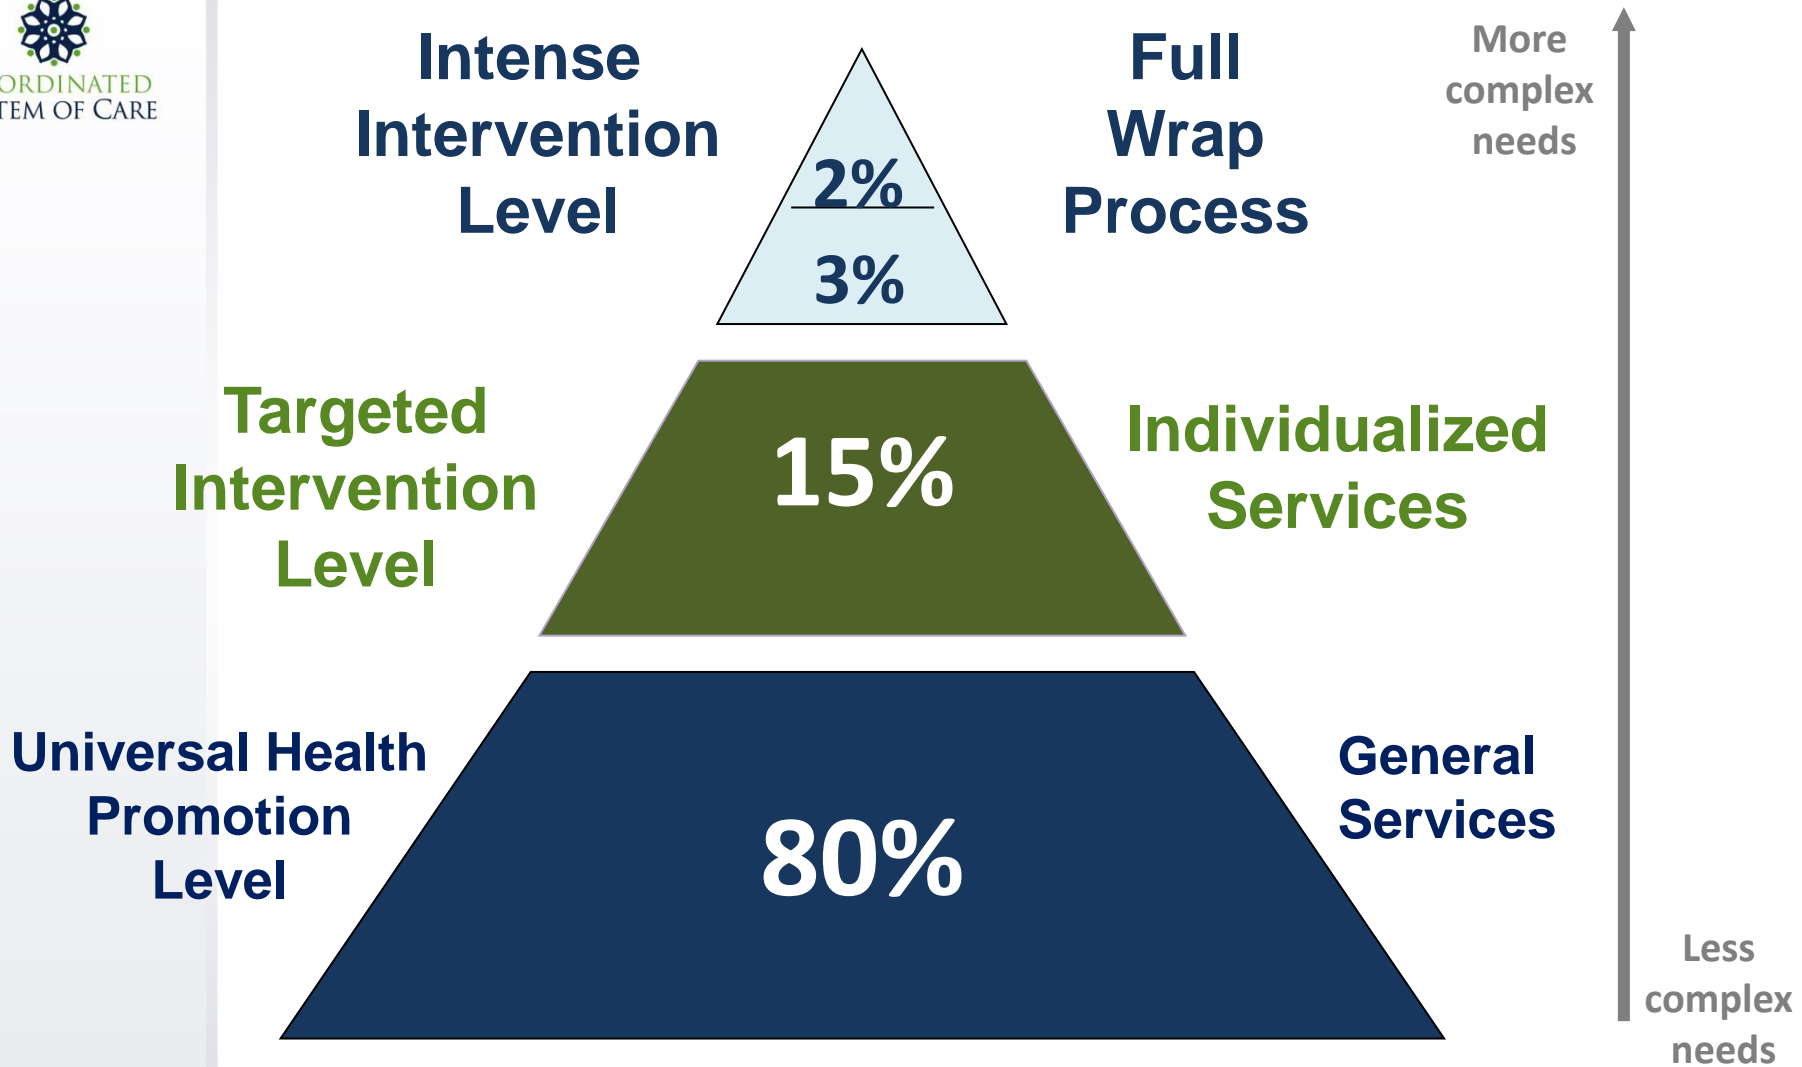 ORDINATED
TEM OF CARE
Intense
Intervention
Level
2%
3%
Full
Wrap
Process
More
complex
needs
Targeted
Intervention
Level
15%
Individualized
Services
Universal Health
Promotion
Level
80%
General
Services
Less
complex
needs